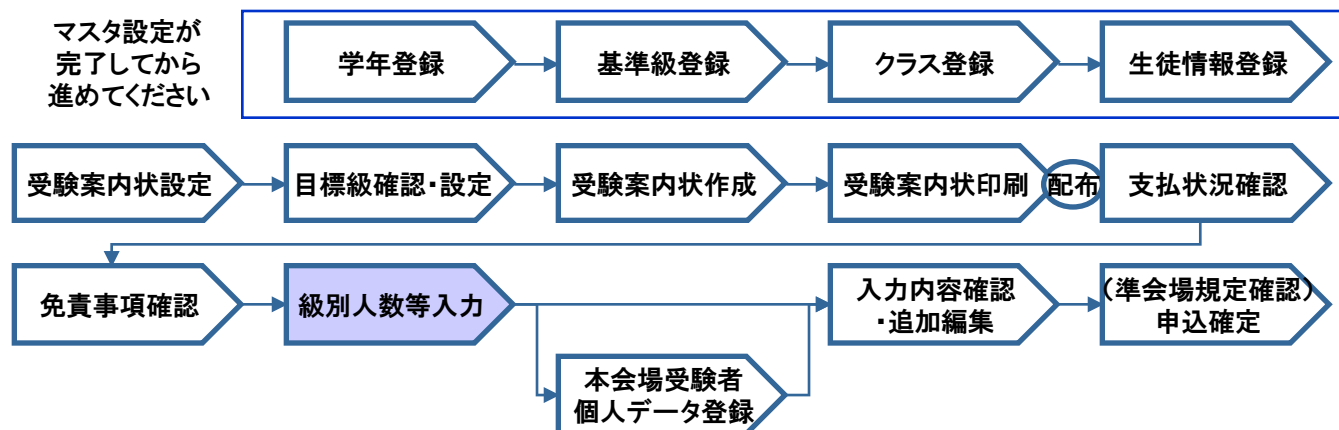 マスタ設定が
完了してから
進めてください
学年登録
基準級登録
クラス登録
生徒情報登録
受験案内状設定
目標級確認・設定
受験案内状作成
受験案内状印刷
配布
支払状況確認
免責事項確認
級別人数等入力
入力内容確認
・追加編集
（準会場規定確認）
申込確定
本会場受験者
個人データ登録